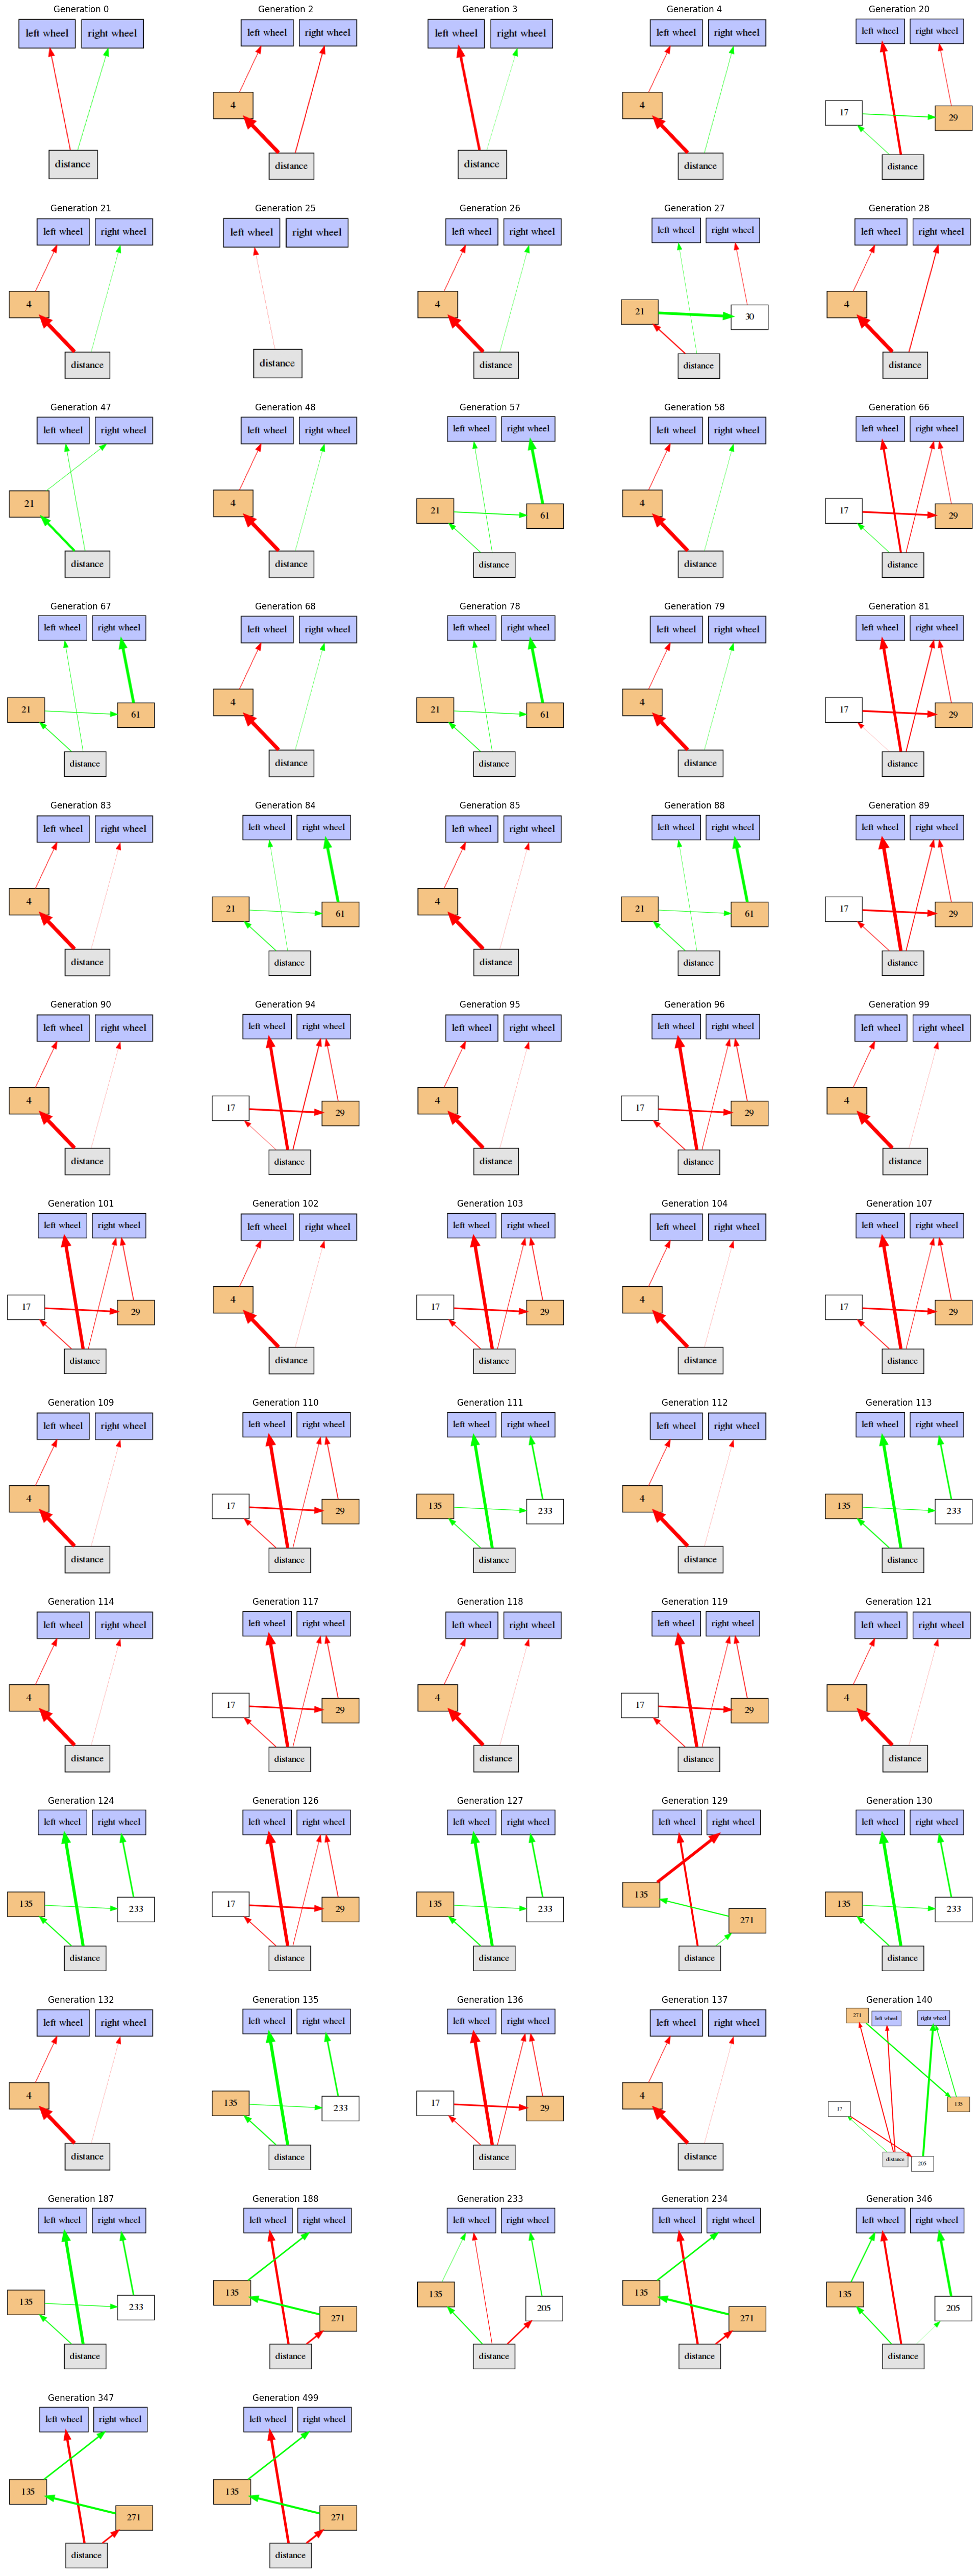 Generation 0
left wheel right wheel
distance
Generation 2
left wheel right wheel
4
distance
Generation 3
left wheel right wheel
distance
Generation 4
left wheel right wheel
4
distance
Generation 20
left wheel right wheel
17
29
distance
Generation 21
left wheel right wheel
4
distance
Generation 25
left wheel right wheel
distance
Generation 26
left wheel right wheel
4
distance
Generation 27
left wheel right wheel
21
30
distance
Generation 28
left wheel right wheel
4
distance
Generation 47
left wheel right wheel
21
distance
Generation 48
left wheel right wheel
4
distance
Generation 57
left wheel right wheel
21
61
distance
Generation 58
left wheel right wheel
4
distance
Generation 66
left wheel right wheel
17
29
distance
Generation 67
left wheel right wheel
21
61
distance
Generation 68
left wheel right wheel
4
distance
Generation 78
left wheel right wheel
21
61
distance
Generation 79
left wheel right wheel
4
distance
Generation 81
left wheel right wheel
17
29
distance
Generation 83
left wheel right wheel
4
distance
Generation 84
left wheel right wheel
21
61
distance
Generation 85
left wheel right wheel
4
distance
Generation 88
left wheel right wheel
21
61
distance
Generation 89
left wheel right wheel
17
29
distance
Generation 90
left wheel right wheel
4
distance
Generation 94
left wheel right wheel
17
29
distance
Generation 95
left wheel right wheel
4
distance
Generation 96
left wheel right wheel
17
29
distance
Generation 99
left wheel right wheel
4
distance
Generation 101
left wheel right wheel
17
29
distance
Generation 102
left wheel right wheel
4
distance
Generation 103
left wheel right wheel
17
29
distance
Generation 104
left wheel right wheel
4
distance
Generation 107
left wheel right wheel
17
29
distance
Generation 109
left wheel right wheel
4
distance
Generation 110
left wheel right wheel
17
29
distance
Generation 111
left wheel right wheel
135
233
distance
Generation 112
left wheel right wheel
4
distance
Generation 113
left wheel right wheel
135
233
distance
Generation 114
left wheel right wheel
4
distance
Generation 117
left wheel right wheel
17
29
distance
Generation 118
left wheel right wheel
4
distance
Generation 119
left wheel right wheel
17
29
distance
Generation 121
left wheel right wheel
4
distance
Generation 124
left wheel right wheel
135
233
distance
Generation 126
left wheel right wheel
17
29
distance
Generation 127
left wheel right wheel
135
233
distance
Generation 129
left wheel right wheel
135
271
distance
Generation 130
left wheel right wheel
135
233
distance
Generation 132
left wheel right wheel
4
distance
Generation 135
left wheel right wheel
135
233
distance
Generation 136
left wheel right wheel
17
29
distance
Generation 137
left wheel right wheel
4
distance
Generation 140
271 left wheel right wheel
135
17
distance
205
Generation 187
left wheel right wheel
135
233
distance
Generation 188
left wheel right wheel
135
271
distance
Generation 233
left wheel right wheel
135
205
distance
Generation 234
left wheel right wheel
135
271
distance
Generation 346
left wheel right wheel
135
205
distance
Generation 347
left wheel right wheel
135
271
distance
Generation 499
left wheel right wheel
135
271
distance